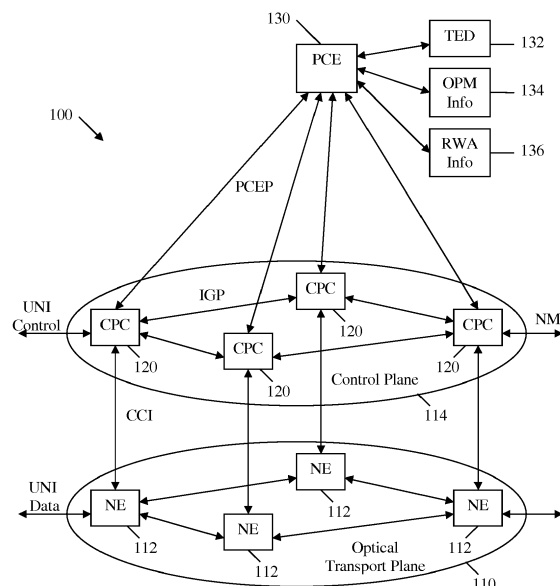 130
TED
132
PCE
OPM
Info
134
100
RWA
Info
136
PCEP
UNI
Control
IGP
CPC
NM
CPC
120
CPC
CPC
120
120
120
Control Plane
114
CCI
UNI
Data
NE
NE
112
NE
NE
112
112
112
Optical
Transport Plane
110